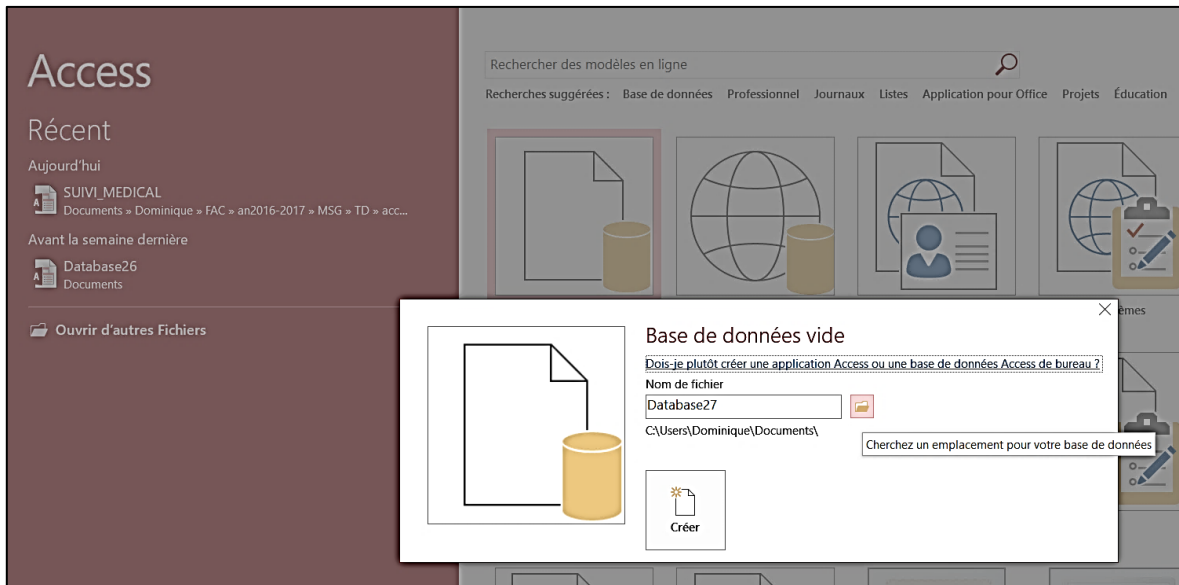 Access
Récent
Aujourd'hui
SUIVI_MEDICAL
Documents » Dominique » FAC » an2016-2017 » MSG » TD » acc...
Avant la semaine dernière
Database26
Documents
Ouvrir d'autres Fichiers
Rechercher des modèles en ligne
Recherches suggérées : Base de données Professionnel Journaux Listes Application pour Office Projets Éducation
èmes
Base de données vide
Dois-je plutôt créer une application Access ou une base de données Access de bureau ?
Nom de fichier
Database27
C:\Users\Dominique\Documents\
Cherchez un emplacement pour votre base de données
Créer